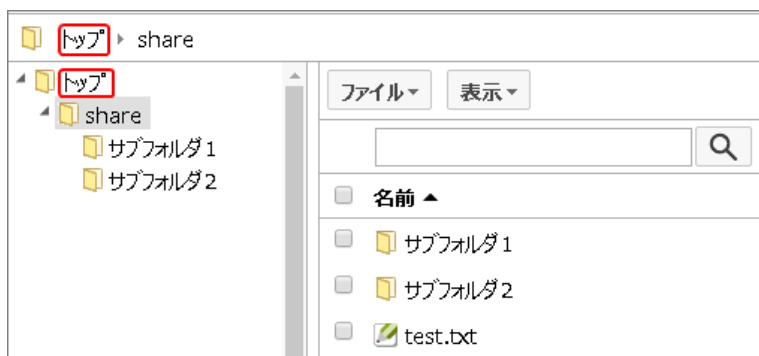 トップ share
トップ
share
サブフォルダ1
サブフォルダ2
ファイル 表示
名前
サブフォルダ1
サブフォルダ2
test.txt